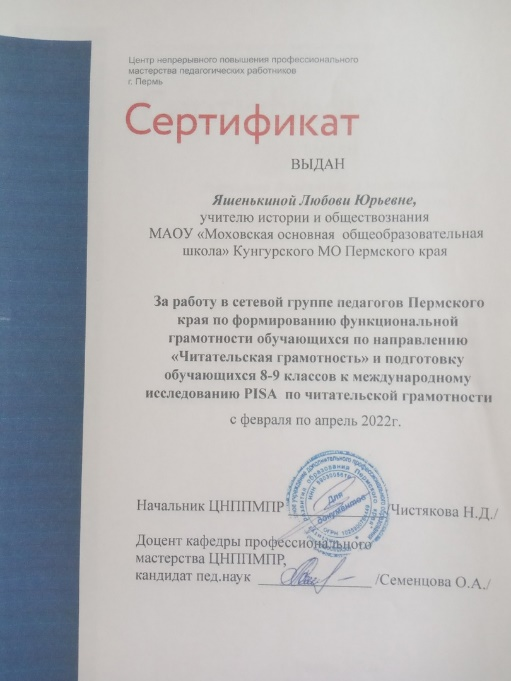 Центр непрерывного повышения профессионального
мастерства педагогических работников
г. Пермь
Сертификат
ВЫДАН
Яшенькиной Любови Юрьевне,
учителю истории и обществознания
МАОУ «Моховская основная общеобразовательная
школа» Кунгурского МО Пермского края
За работу в сетевой группе педагогов Пермского
края по формированию функциональной
грамотности обучающихся по направлению
«Читательская грамотность» и подготовку
обучающихся 8-9 классов к международному
исследованию PISA по читательской грамотности
с февраля по апрель 2022г.
Начальник ЦНППМПР /Чистякова Н.Д./
Для
документов
Доцент кафедры профессионального
мастерства ЦНППМПР,
кандидат пед.наук /Семенцова О.А./